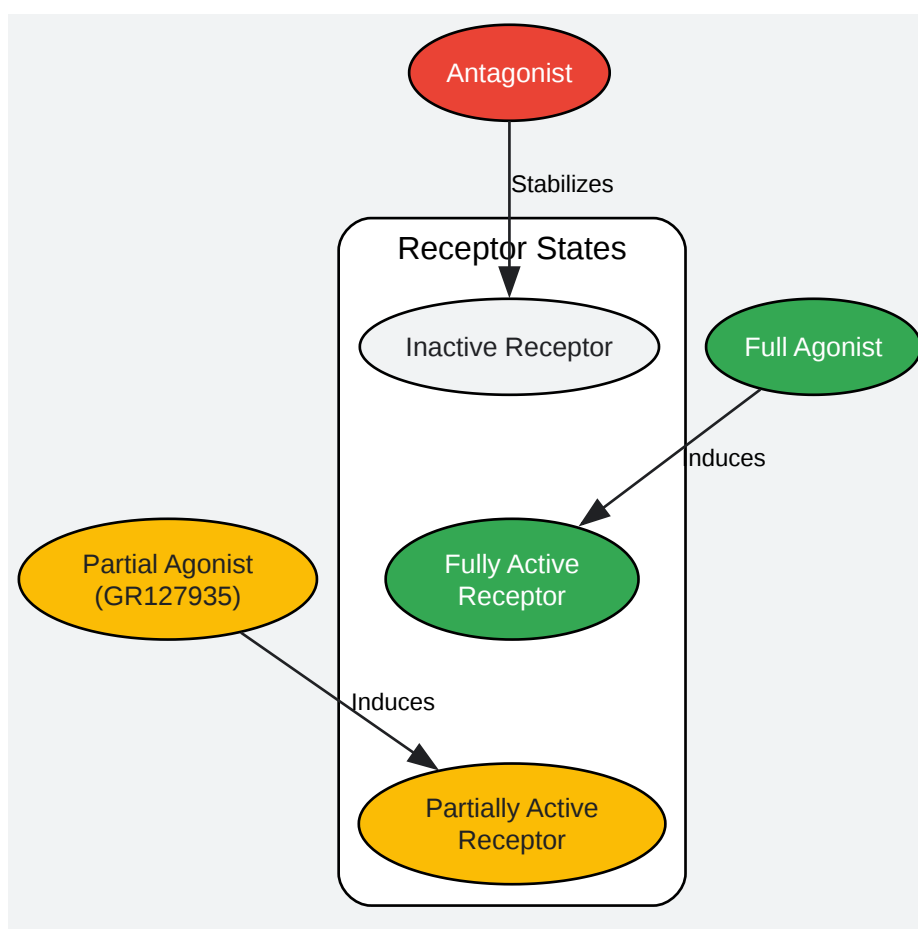 Antagonist
Stabilizes
Receptor States
Inactive Receptor
Full Agonist
Induces
Partial Agonist
(GR127935)
Fully Active
Receptor
Induces
Partially Active
Receptor